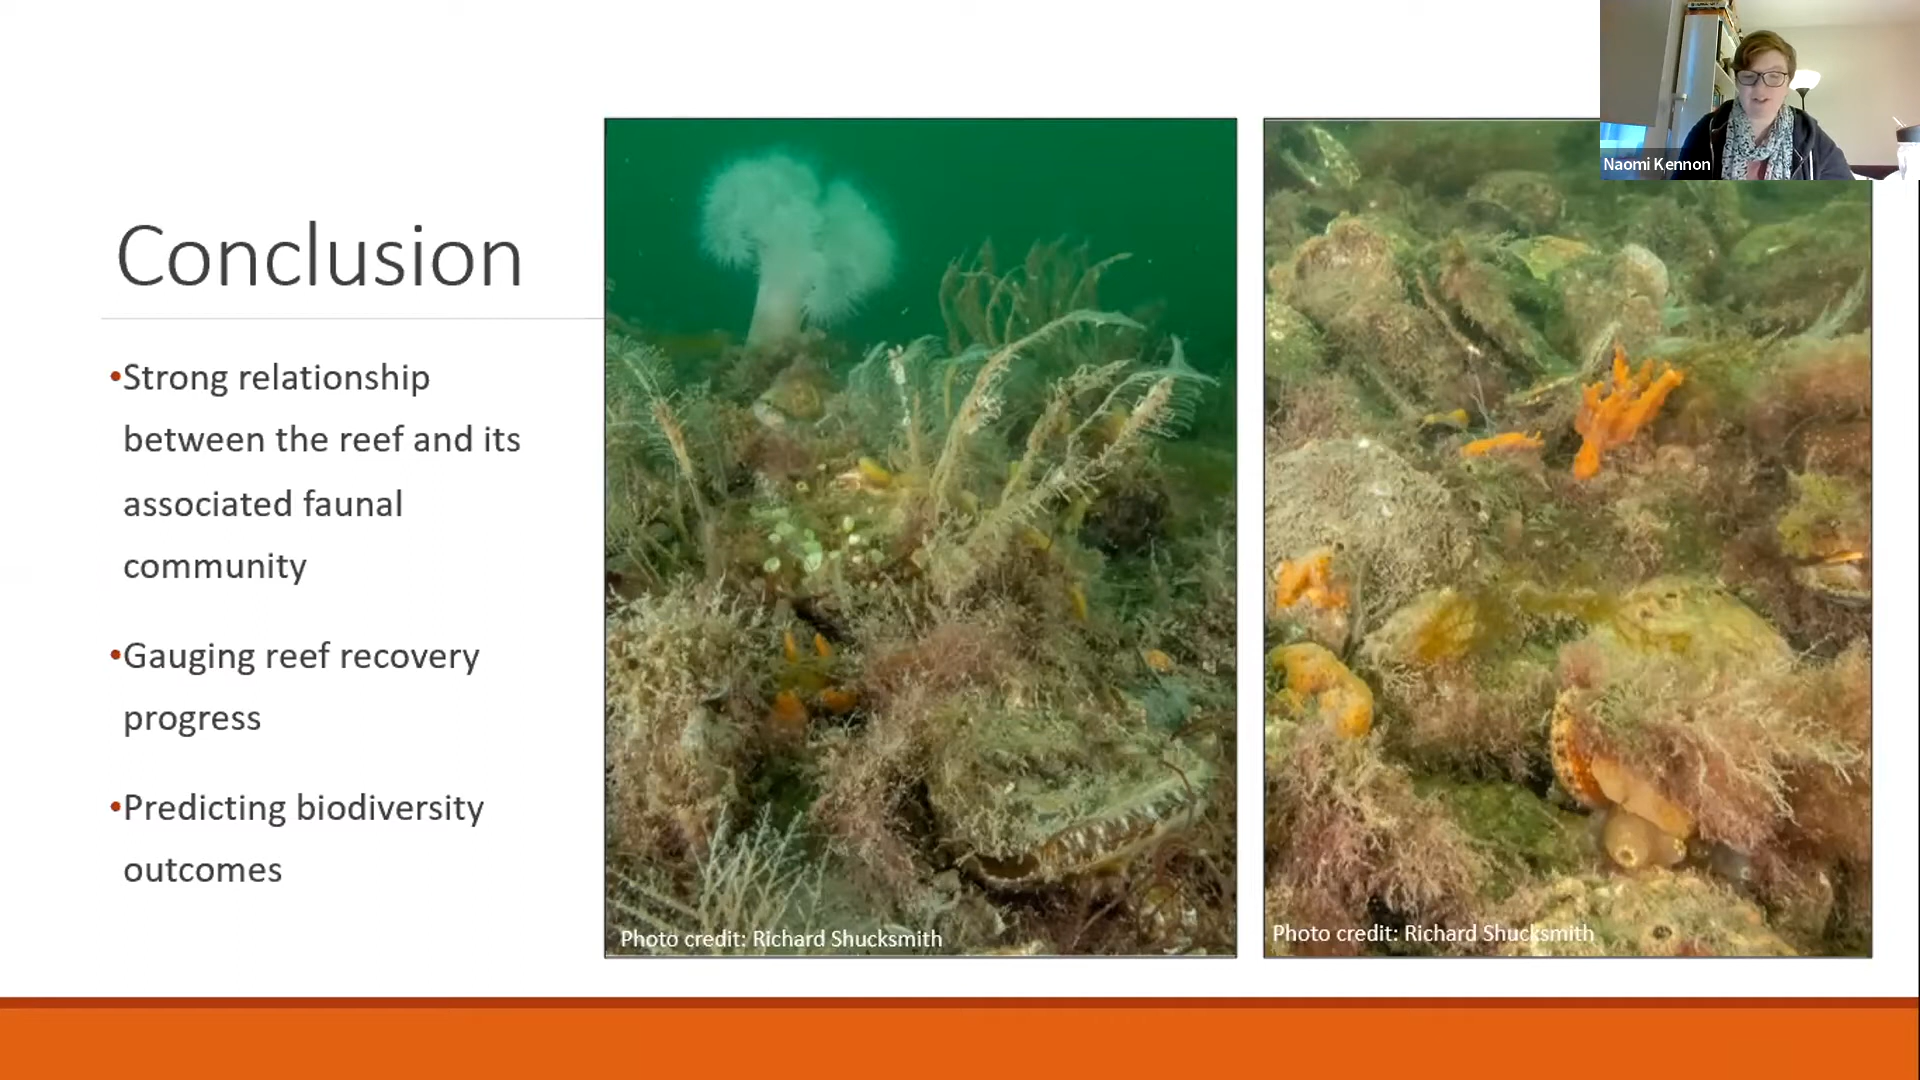 Naomi Kennon
Conclusion
•Strong relationship
between the reef and its
associated faunal
community
•Gauging reef recovery
progress
•Predicting biodiversity
outcomes
Photo credit: Richard Shucksmith
Photo credit: Richard Shucksmith